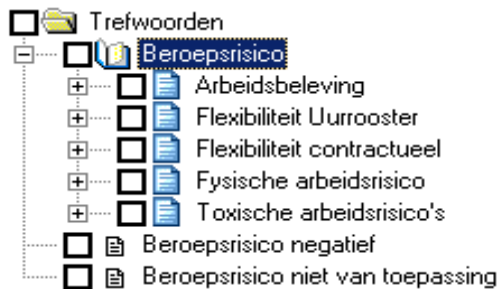 Trefwoorden
Beroepsrisico
Arbeidsbeleving
Flexibiliteit Uurrooster
Flexibiliteit contractueel
Fysische arbeidsrisico
Toxische arbeidsrisico's
Beroepsrisico negatief
Beroepsrisico niet van toepassing